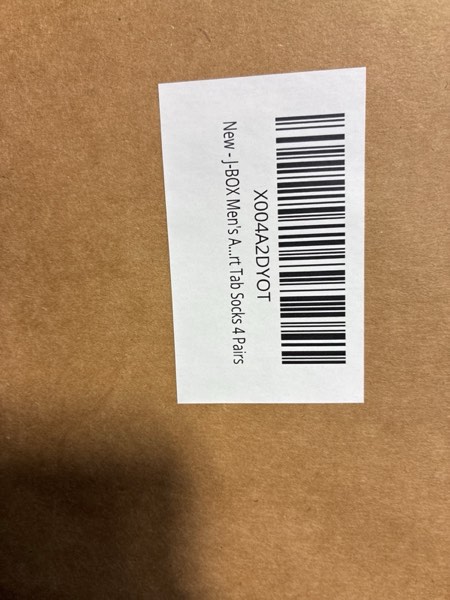 X004A2DYOT
New - J-BOX Men's A...rt Tab Socks 4 Pairs